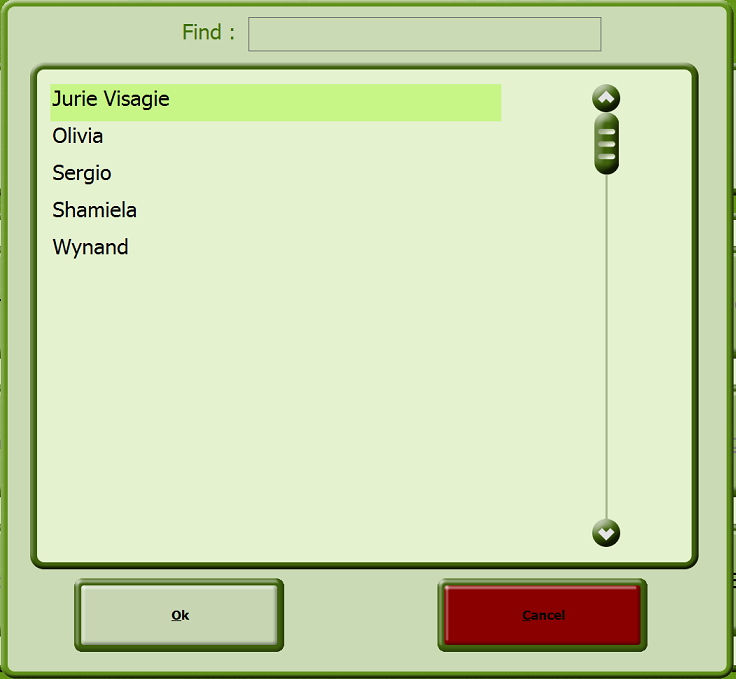 Find :
Jurie Visagie
Olivia
Sergio
Shamiela
Wynand
Ok
Cancel